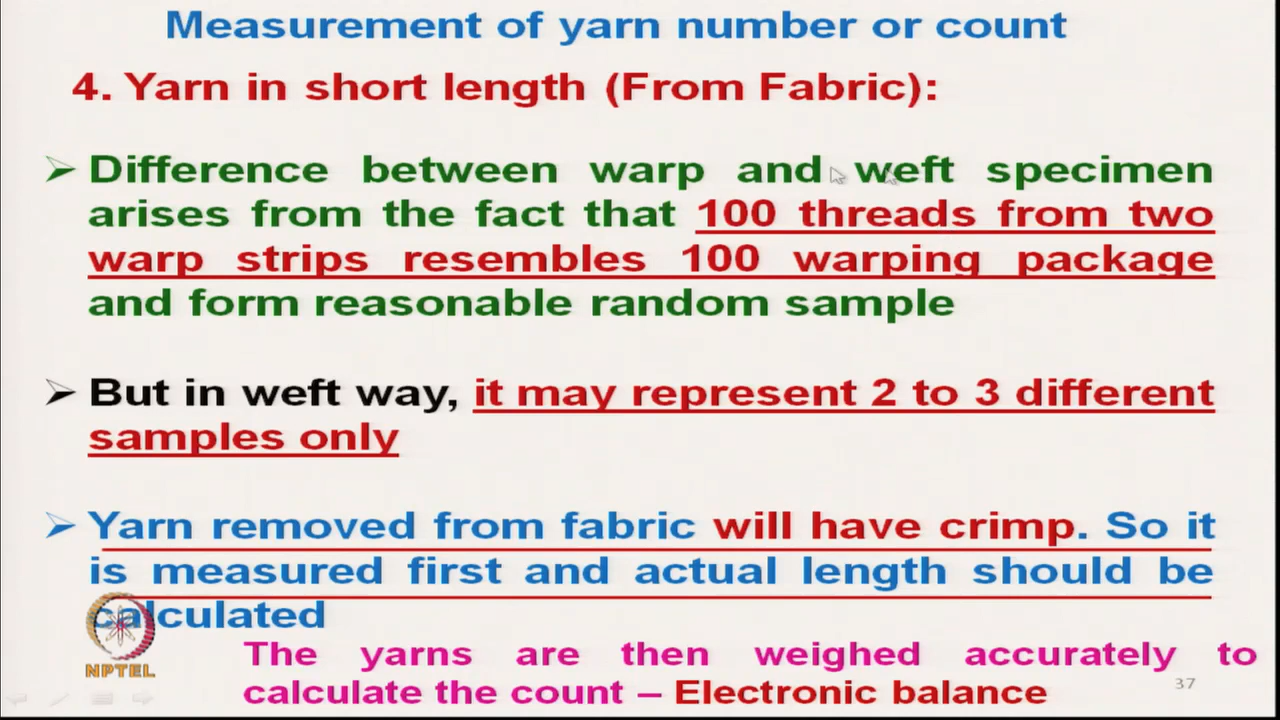 Measurement of yarn number or count
4. Yarn in short length (From Fabric):
➢ Difference between warp and weft specimen
arises from the fact that 100 threads from two
warp strips resembles 100 warping package
and form reasonable random sample
➢ But in weft way, it may represent 2 to 3 different
samples only
➢ Yarn removed from fabric will have crimp. So it
is measured first and actual length should be
calculated
The yarns are then weighed accurately to
calculate the count – Electronic balance
NPTEL
37